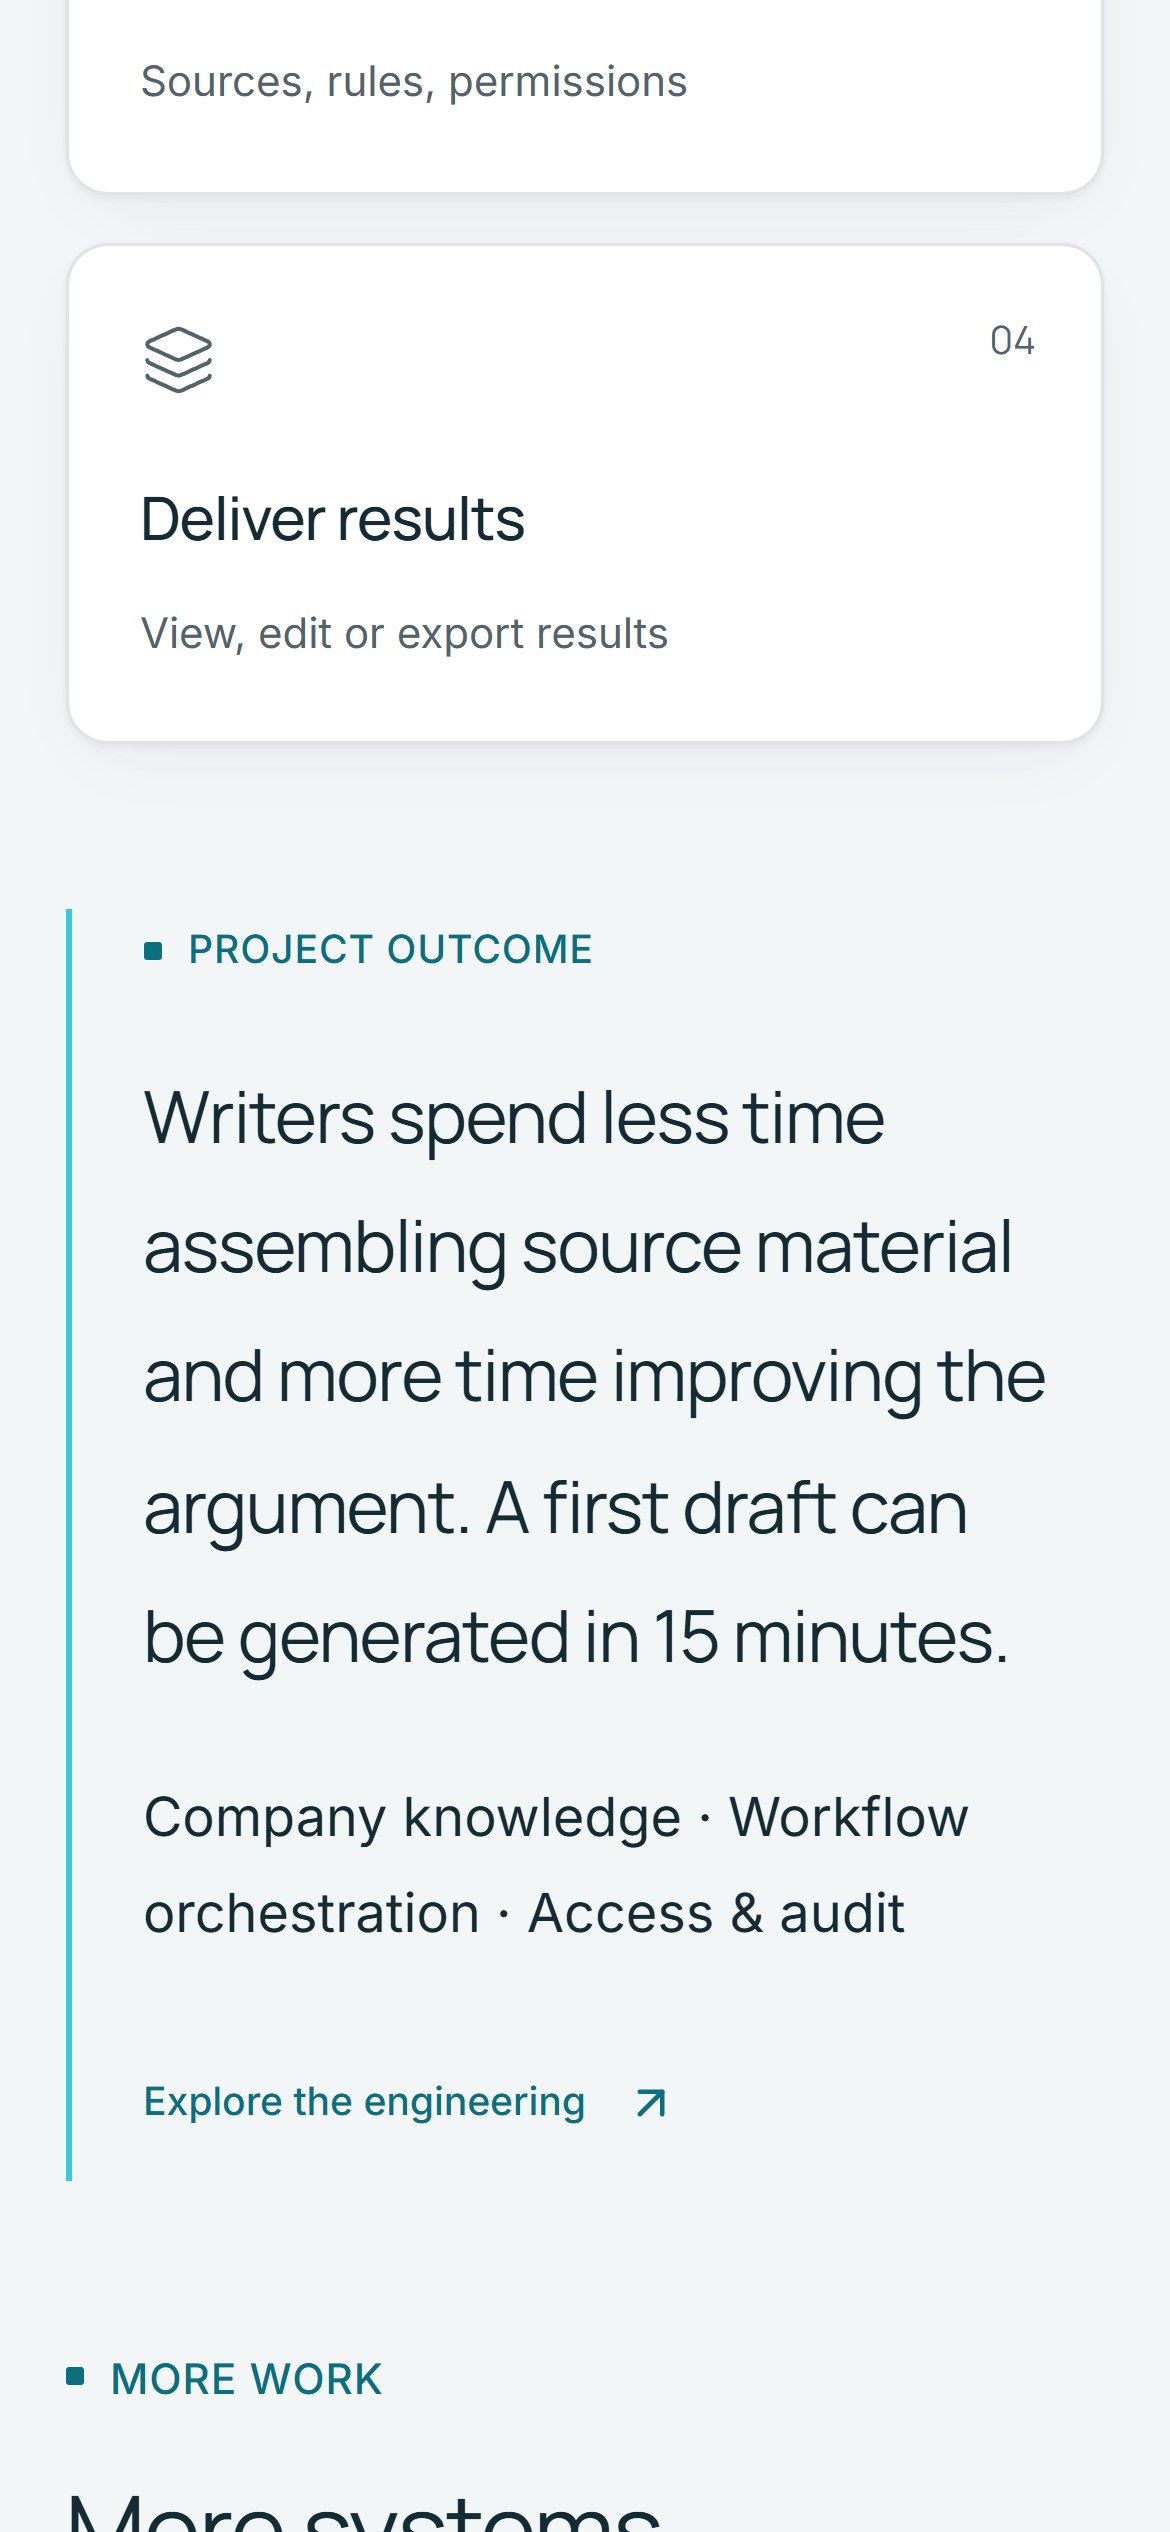 Sources, rules, permissions
04
Deliver results
View, edit or export results
PROJECT OUTCOME
Writers spend less time
assembling source material
and more time improving the
argument. A first draft can
be generated in 15 minutes.
Company knowledge · Workflow
orchestration · Access & audit
Explore the engineering
MORE WORK
More systems